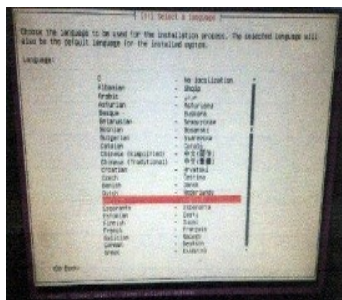 [!!] Select a language
Choose the language to be used for the installation process. The selected language will
also be the default language for the installed system.
Language:
C - No localization
Albanian - Shqip
Arabic - عربي
Asturian - Asturianu
Basque - Euskara
Belarusian - Беларуская
Bosnian - Bosanski
Bulgarian - Български
Catalan - Català
Chinese (Simplified) - 中文(简体)
Chinese (Traditional) - 中文(繁體)
Croatian - Hrvatski
Czech - Čeština
Danish - Dansk
Dutch - Nederlands
Esperanto - Esperanto
Estonian - Eesti
Finnish - Suomi
French - Français
Galician - Galego
German - Deutsch
Greek - Ελληνικά
<Go Back>